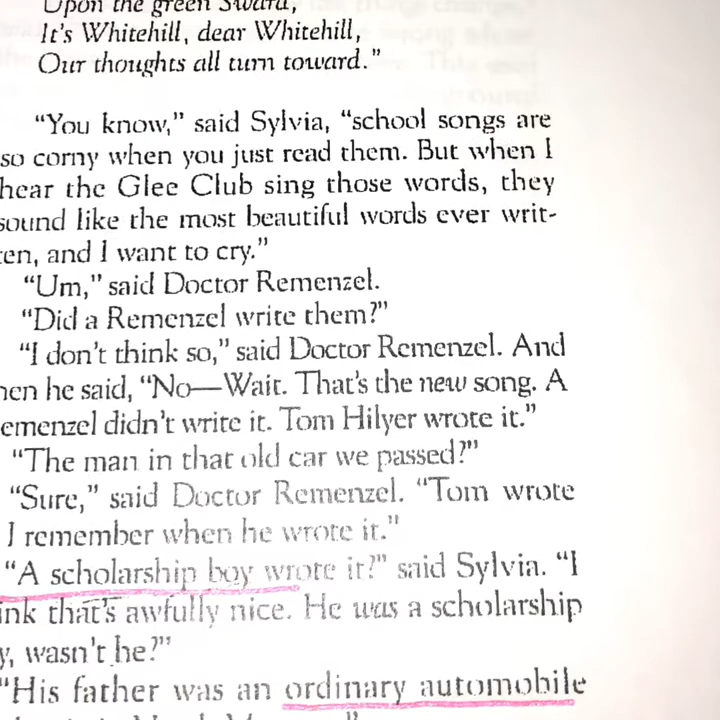 Upon the green Sward,
It's Whitehill, dear Whitehill,
Our thoughts all turn toward."
"You know," said Sylvia, "school songs are
so corny when you just read them. But when I
hear the Glee Club sing those words, they
sound like the most beautiful words ever writ-
ten, and I want to cry."
"Um," said Doctor Remenzel.
"Did a Remenzel write them?"
"I don't think so," said Doctor Remenzel. And
hen he said, "No—Wait. That's the new song. A
emenzel didn't write it. Tom Hilyer wrote it."
"The man in that old car we passed?"
"Sure," said Doctor Remenzel. "Tom wrote
I remember when he wrote it."
"A scholarship boy wrote it?" said Sylvia. "I
ink that's awfully nice. He was a scholarship
y, wasn't he?"
"His father was an ordinary automobile